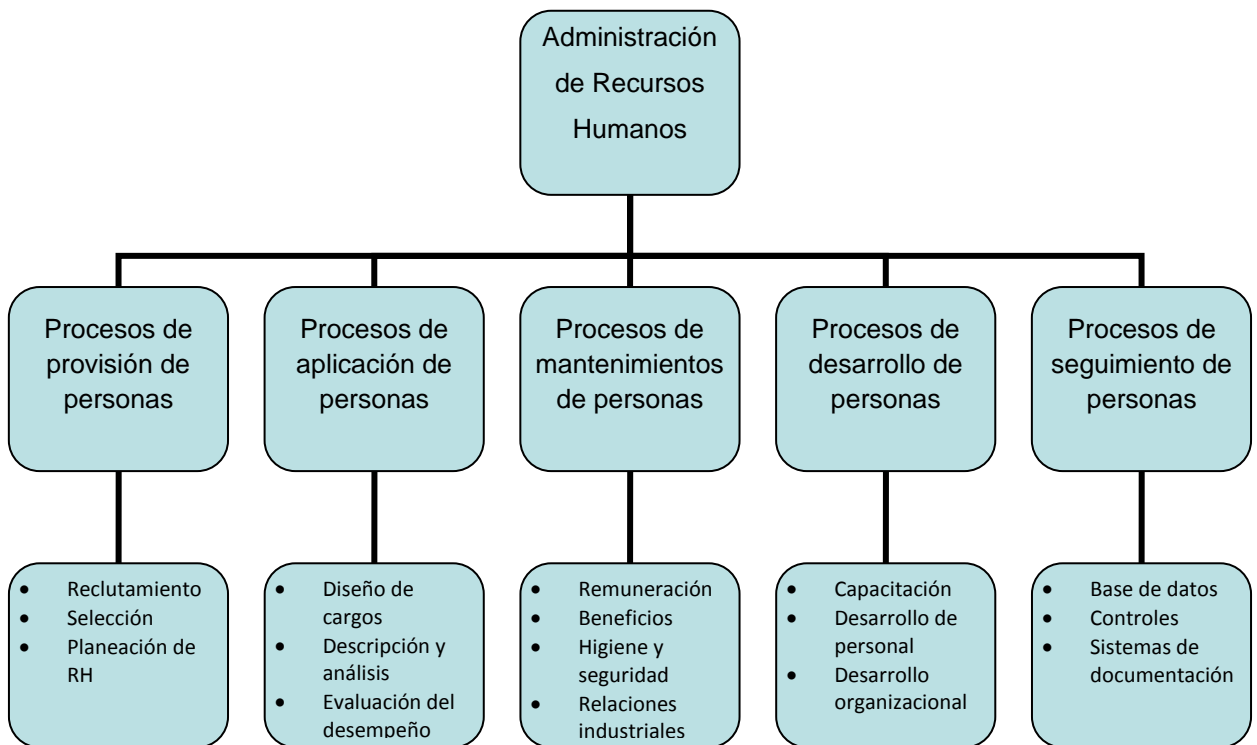 Administración
de Recursos
Humanos
Procesos de
provisión de
personas
Procesos de
aplicación de
personas
Procesos de
mantenimientos
de personas
Procesos de
desarrollo de
personas
Procesos de
seguimiento de
personas
• Reclutamiento
• Selección
• Planeación de
RH
• Diseño de
cargos
• Descripción y
análisis
• Evaluación del
desempeño
• Remuneración
• Beneficios
• Higiene y
seguridad
• Relaciones
industriales
• Capacitación
• Desarrollo de
personal
• Desarrollo
organizacional
• Base de datos
• Controles
• Sistemas de
documentación